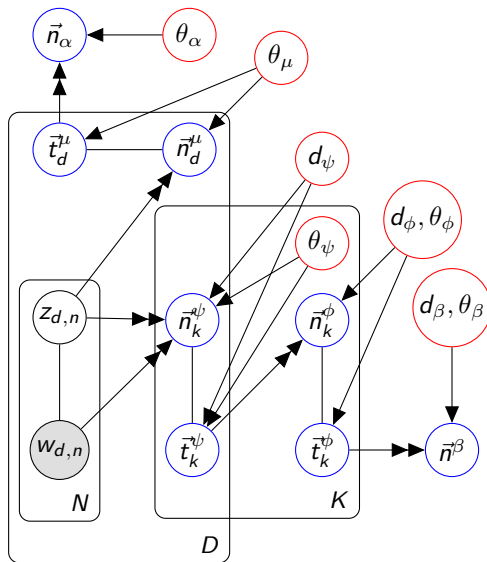 n⃗_α θ_α
θ_μ
t⃗_d^μ n⃗_d^μ
d_ψ
d_ϕ, θ_ϕ
θ_ψ
z_{d,n} n⃗_k^ψ n⃗_k^ϕ d_β, θ_β
w_{d,n} t⃗_k^ψ t⃗_k^ϕ n⃗^β
N K
D